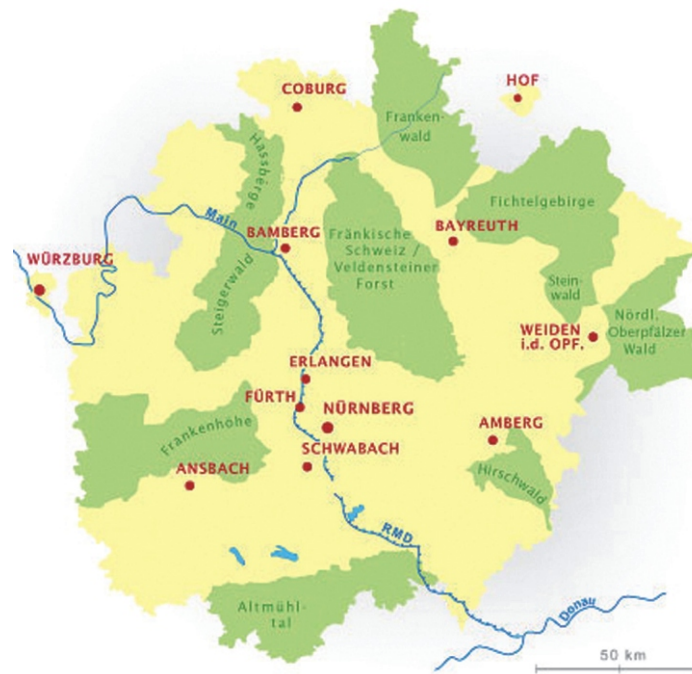 HOF
COBURG
Franken-
wald
Hassberge
Fichtelgebirge
Main
BAYREUTH
BAMBERG
Fränkische
Schweiz /
Veldensteiner
Forst
WÜRZBURG
Steigerwald
Stein-
wald
Nördl.
Oberpfälzer
Wald
WEIDEN
i.d. OPF.
ERLANGEN
FÜRTH
NÜRNBERG
Frankenhöhe
AMBERG
SCHWABACH
ANSBACH
Hirschwald
RMD
Altmühl-
tal
Donau
50 km